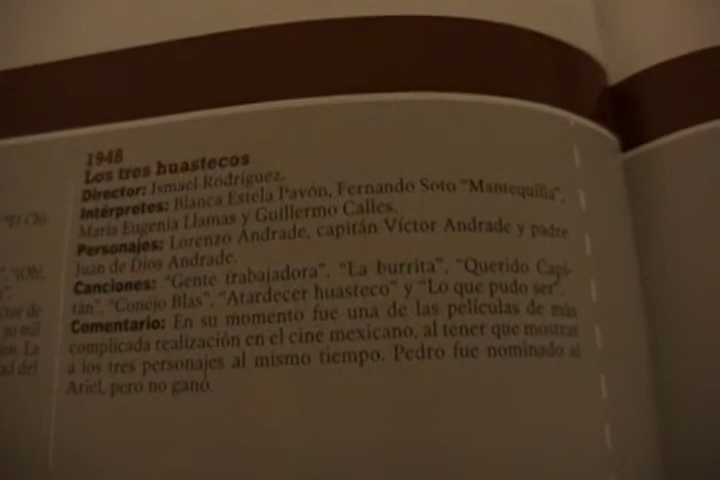 1948
Los tres huastecos
Director: Ismael Rodríguez.
Intérpretes: Blanca Estela Pavón, Fernando Soto "Mantequilla",
María Eugenia Llamas y Guillermo Calles.
Personajes: Lorenzo Andrade, capitán Víctor Andrade y padre
Juan de Dios Andrade.
Canciones: "Gente trabajadora", "La burrita", "Querido Capi-
tán", "Conejo Blas", "Atardecer huasteco" y "Lo que pudo ser".
Comentario: En su momento fue una de las películas de más
complicada realización en el cine mexicano, al tener que mostrar
a los tres personajes al mismo tiempo. Pedro fue nominado al
Ariel, pero no ganó.